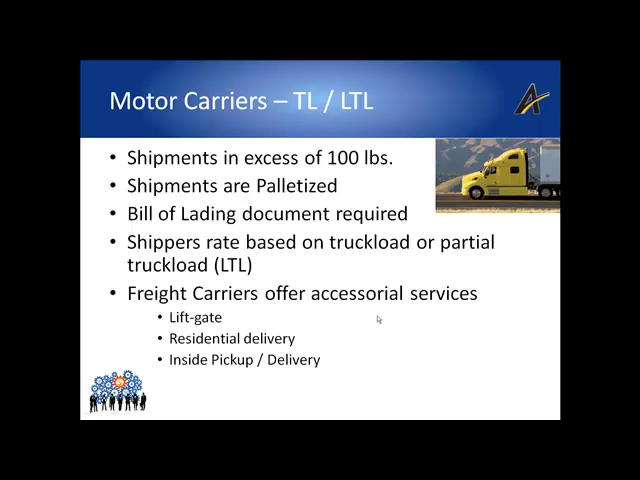 Motor Carriers – TL / LTL
• Shipments in excess of 100 lbs.
• Shipments are Palletized
• Bill of Lading document required
• Shippers rate based on truckload or partial
truckload (LTL)
• Freight Carriers offer accessorial services
• Lift-gate
• Residential delivery
• Inside Pickup / Delivery